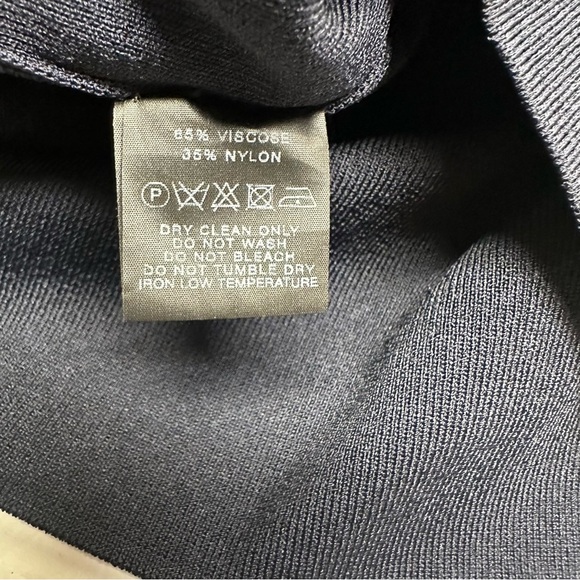 65% VISCOSE
35% NYLON
P
DRY CLEAN ONLY
DO NOT WASH
DO NOT BLEACH
DO NOT TUMBLE DRY
IRON LOW TEMPERATURE